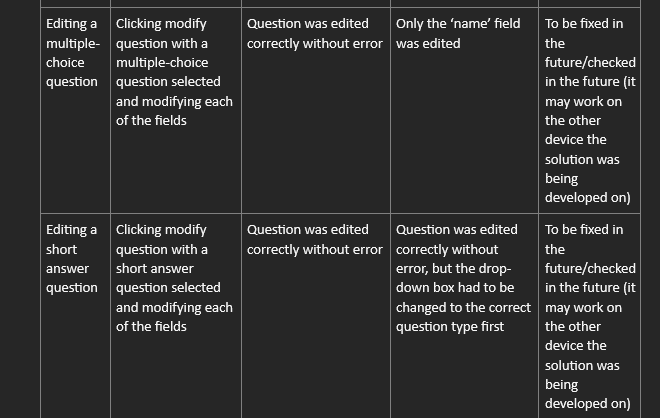 Editing a
multiple-
choice
question
Clicking modify
question with a
multiple-choice
question selected
and modifying each
of the fields
Question was edited
correctly without error
Only the ‘name’ field
was edited
To be fixed in
the
future/checked
in the future (it
may work on
the other
device the
solution was
being
developed on)
Editing a
short
answer
question
Clicking modify
question with a
short answer
question selected
and modifying each
of the fields
Question was edited
correctly without error
Question was edited
correctly without
error, but the drop-
down box had to be
changed to the correct
question type first
To be fixed in
the
future/checked
in the future (it
may work on
the other
device the
solution was
being
developed on)